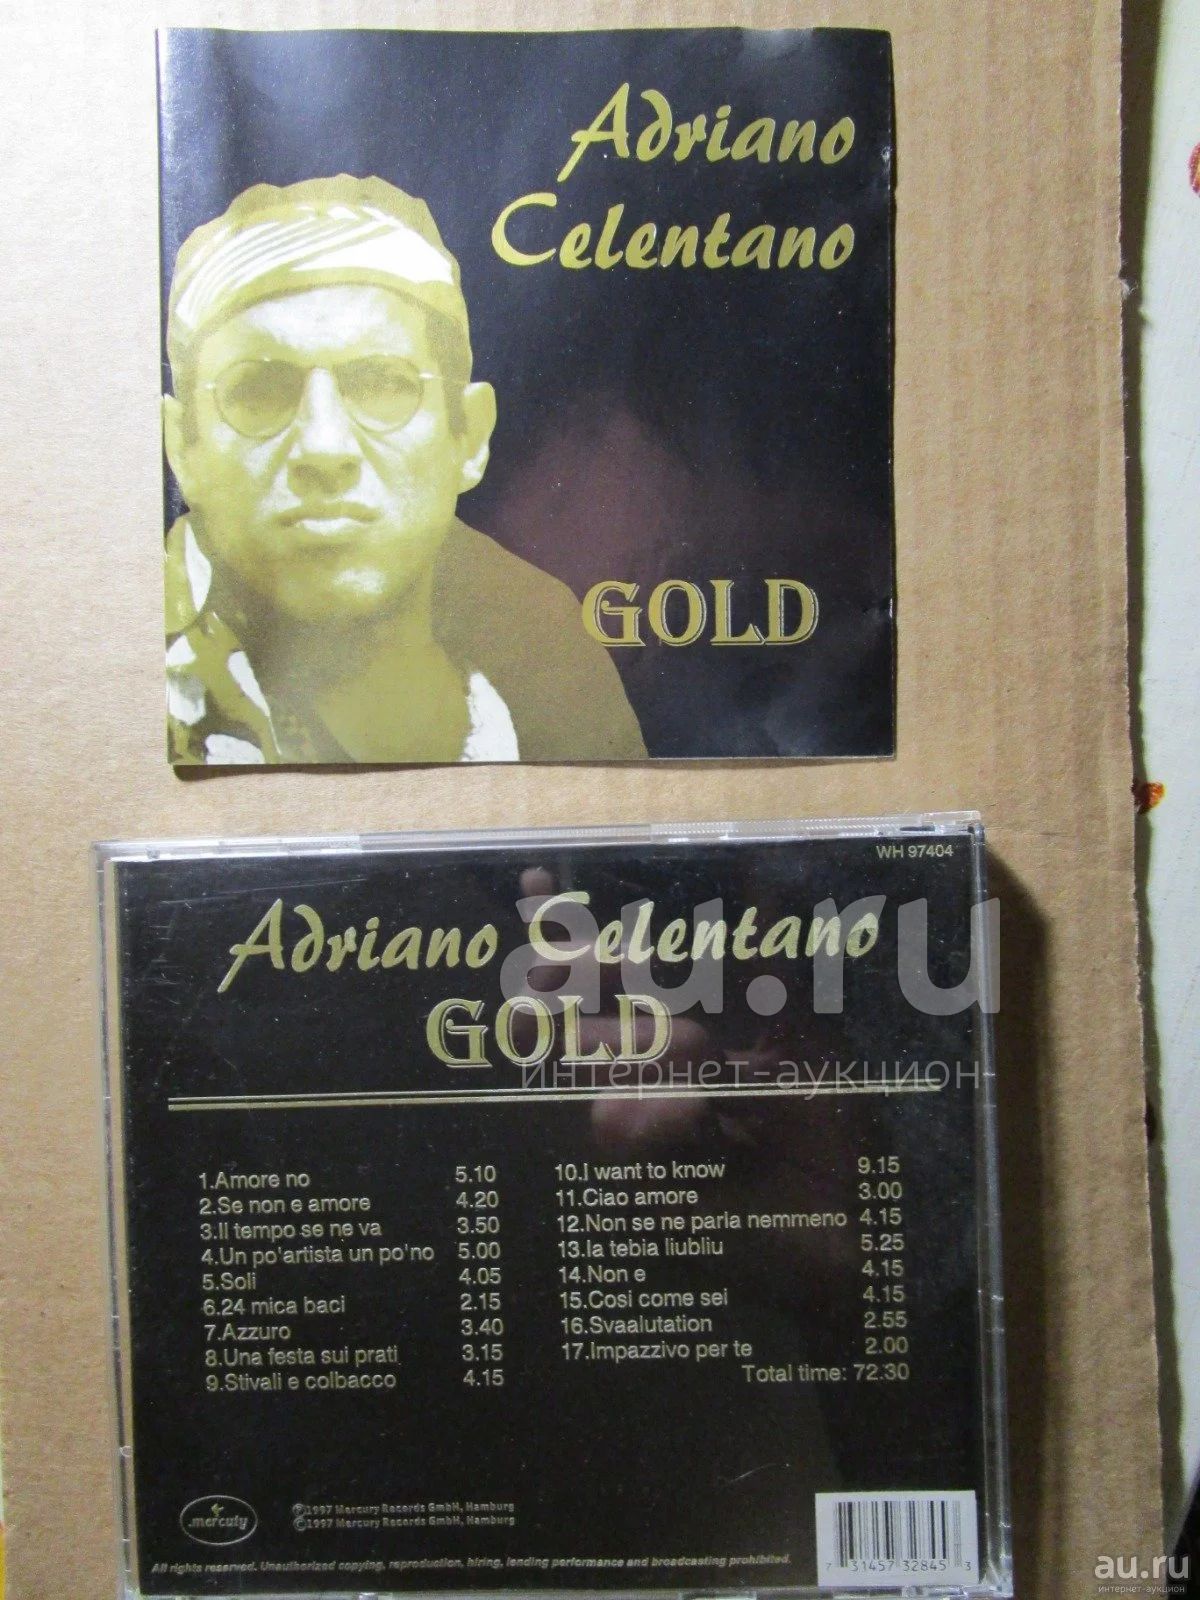 Adriano
Celentano
GOLD
WH 97404
Adriano Celentano
GOLD
au.ru
интернет-аукцион
1.Amore no 5.10
2.Se non e amore 4.20
3.Il tempo se ne va 3.50
4.Un po'artista un po'no 5.00
5.Soli 4.05
6.24 mica baci 2.15
7.Azzuro 3.40
8.Una festa sui prati 3.15
9.Stivali e colbacco 4.15
10.I want to know 9.15
11.Ciao amore 3.00
12.Non se ne parla nemmeno 4.15
13.Ia tebia liubliu 5.25
14.Non e 4.15
15.Cosi come sei 4.15
16.Svaalutation 2.55
17.Impazzivo per te 2.00
Total time: 72.30
mercuty
℗1997 Mercury Records GmbH, Hamburg
©1997 Mercury Records GmbH, Hamburg
All rights reserved. Unauthorized copying, reproduction, hiring, lending performance and broadcasting prohibited.
7 31457 32845 3
au.ru
интернет-аукцион